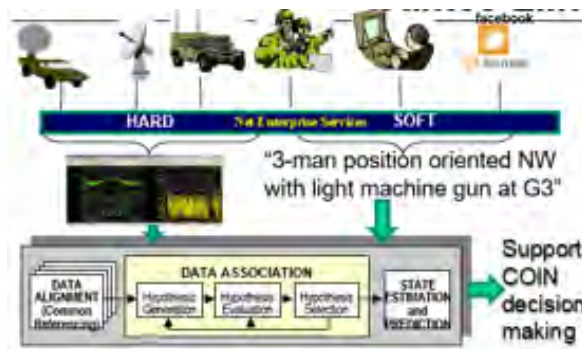 facebook
HARD
Net Enterprise Services
SOFT
"3-man position oriented NW
with light machine gun at G3"
DATA ASSOCIATION
DATA
ALIGNMENT
(Common
Referencing)
Hypothesis
Generation
Hypothesis
Evaluation
Hypothesis
Selection
STATE
ESTIMATION
and
PREDICTION
Support
COIN
decision
making